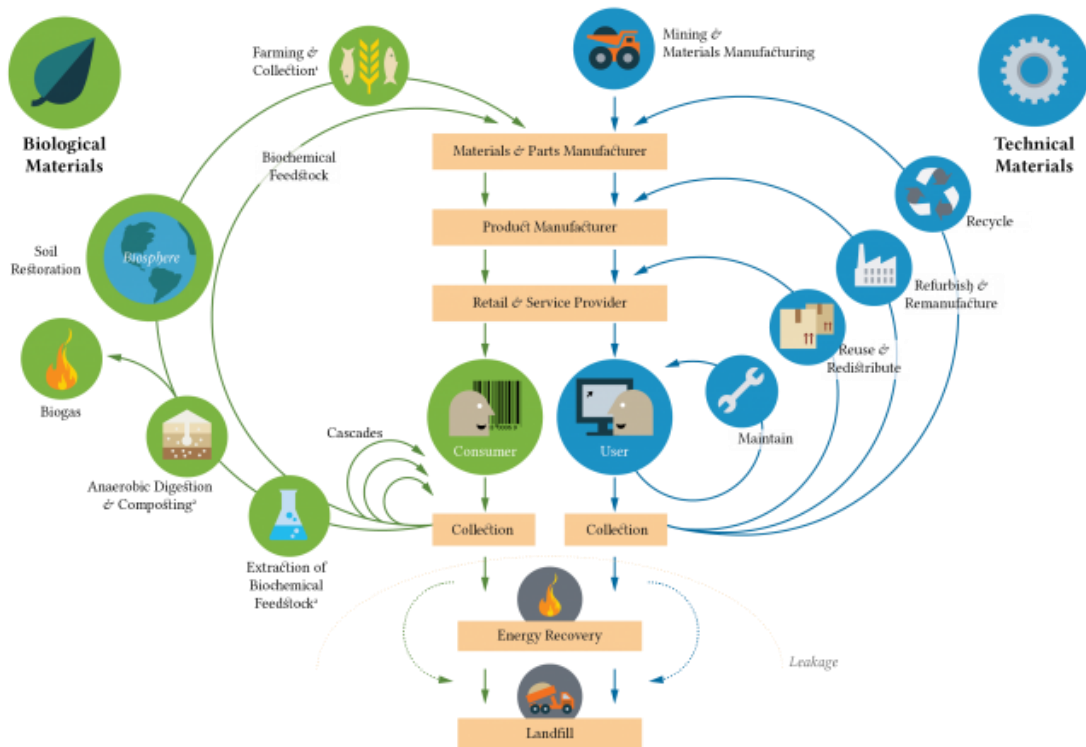 Biological
Materials
Farming &
Collection¹
Mining &
Materials Manufacturing
Technical
Materials
Biochemical
Feedstock
Materials & Parts Manufacturer
Recycle
Soil
Restoration
Biosphere
Product Manufacturer
Refurbish &
Remanufacture
Retail & Service Provider
Reuse &
Redistribute
Biogas
Consumer
User
Maintain
Cascades
Anaerobic Digestion
& Composting²
Collection
Collection
Extraction of
Biochemical
Feedstock²
Energy Recovery
Leakage
Landfill